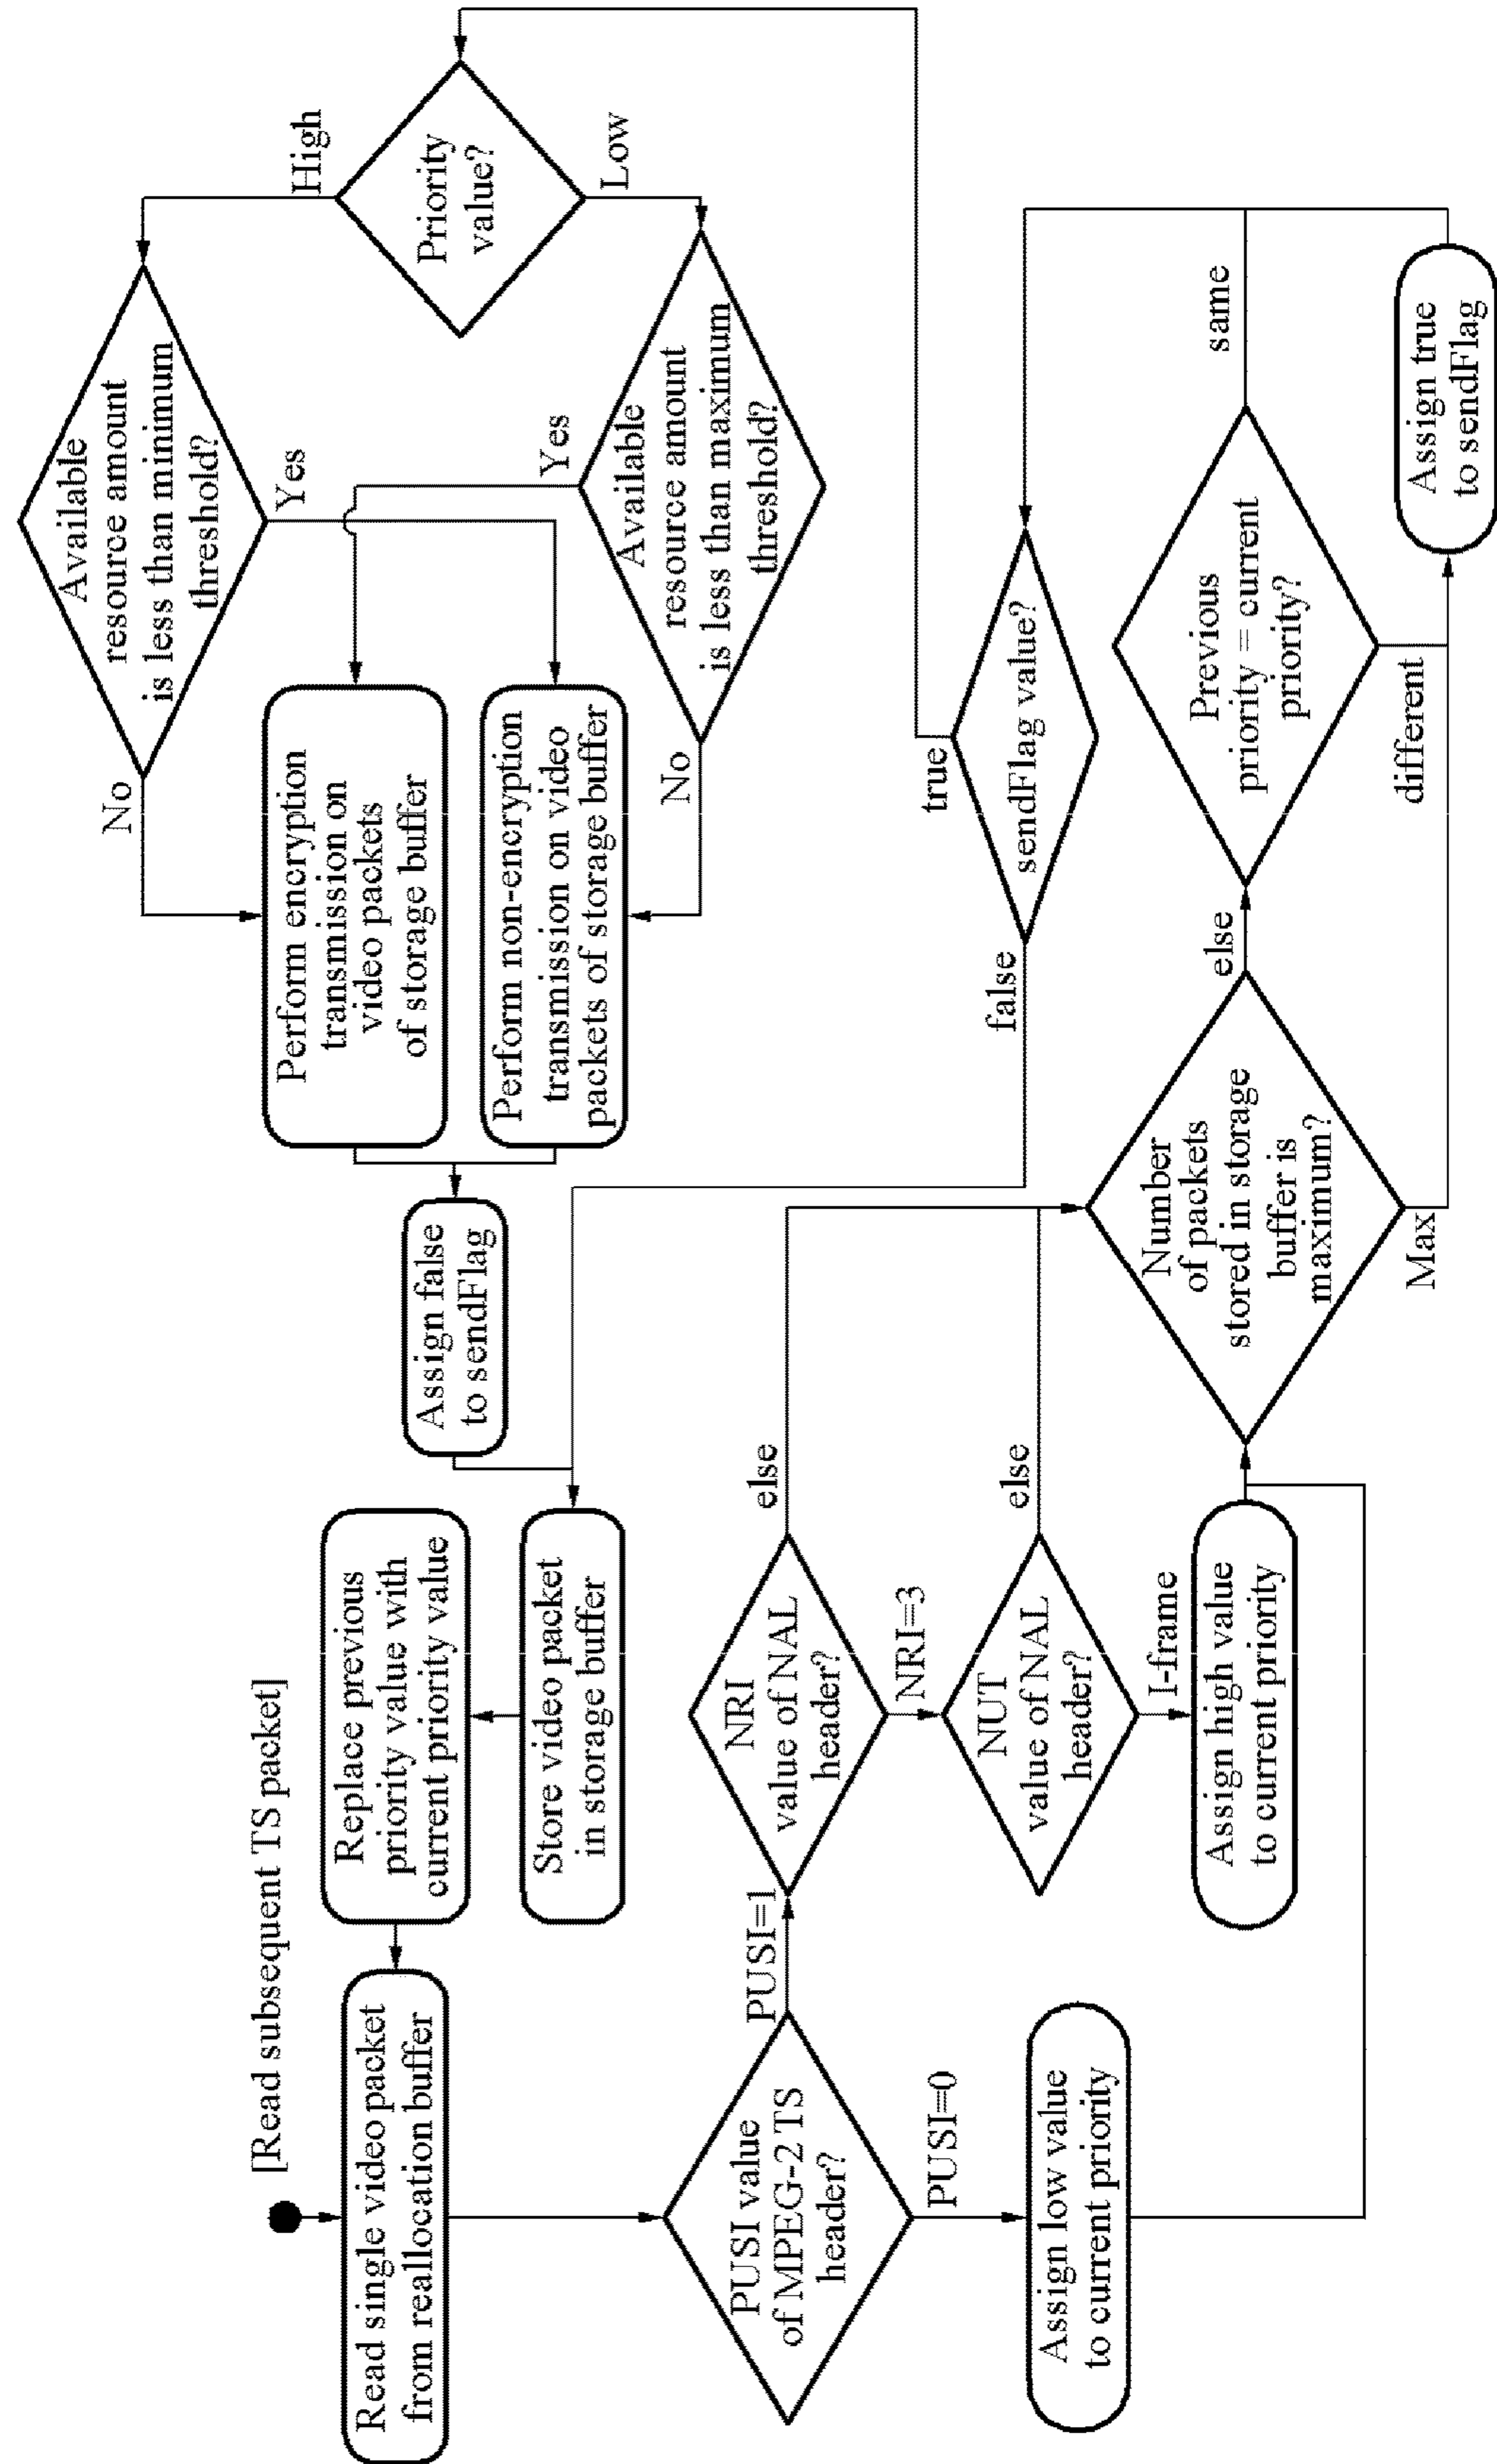 [Read subsequent TS packet]
Read single video packet
from reallocation buffer
Replace previous
priority value with
current priority value
Store video packet
in storage buffer
Assign false
to sendFlag
Perform encryption
transmission on
video packets
of storage buffer
Perform non-encryption
transmission on video
packets of storage buffer
No
Available
resource amount
is less than minimum
threshold?
Yes
High
Priority
value?
Low
Yes
Available
resource amount
is less than maximum
threshold?
No
PUSI value
of MPEG-2 TS
header?
PUSI=1
PUSI=0
Assign low value
to current priority
NRI
value of NAL
header?
else
NRI=3
NUT
value of NAL
header?
else
I-frame
Assign high value
to current priority
Number
of packets
stored in storage
buffer is
maximum?
else
Max
Previous
priority = current
priority?
same
different
Assign true
to sendFlag
sendFlag value?
true
false